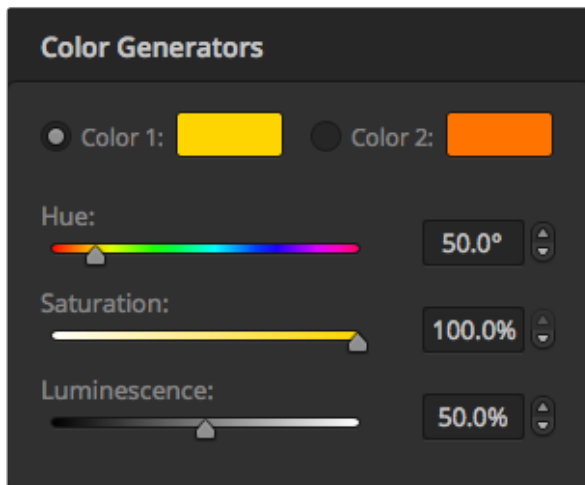 Color Generators
Color 1: Color 2:
Hue:
50.0°
Saturation:
100.0%
Luminescence:
50.0%